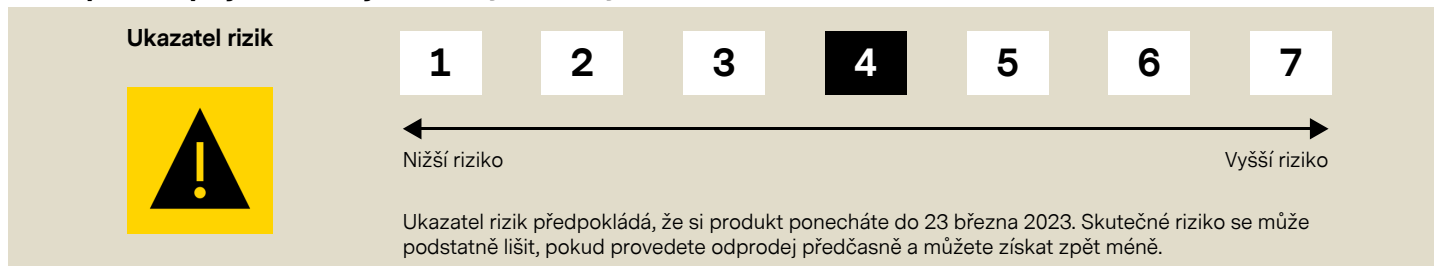 Ukazatel rizik
1 2 3 4 5 6 7
Nižší riziko Vyšší riziko
Ukazatel rizik předpokládá, že si produkt ponecháte do 23 března 2023. Skutečné riziko se může
podstatně lišit, pokud provedete odprodej předčasně a můžete získat zpět méně.